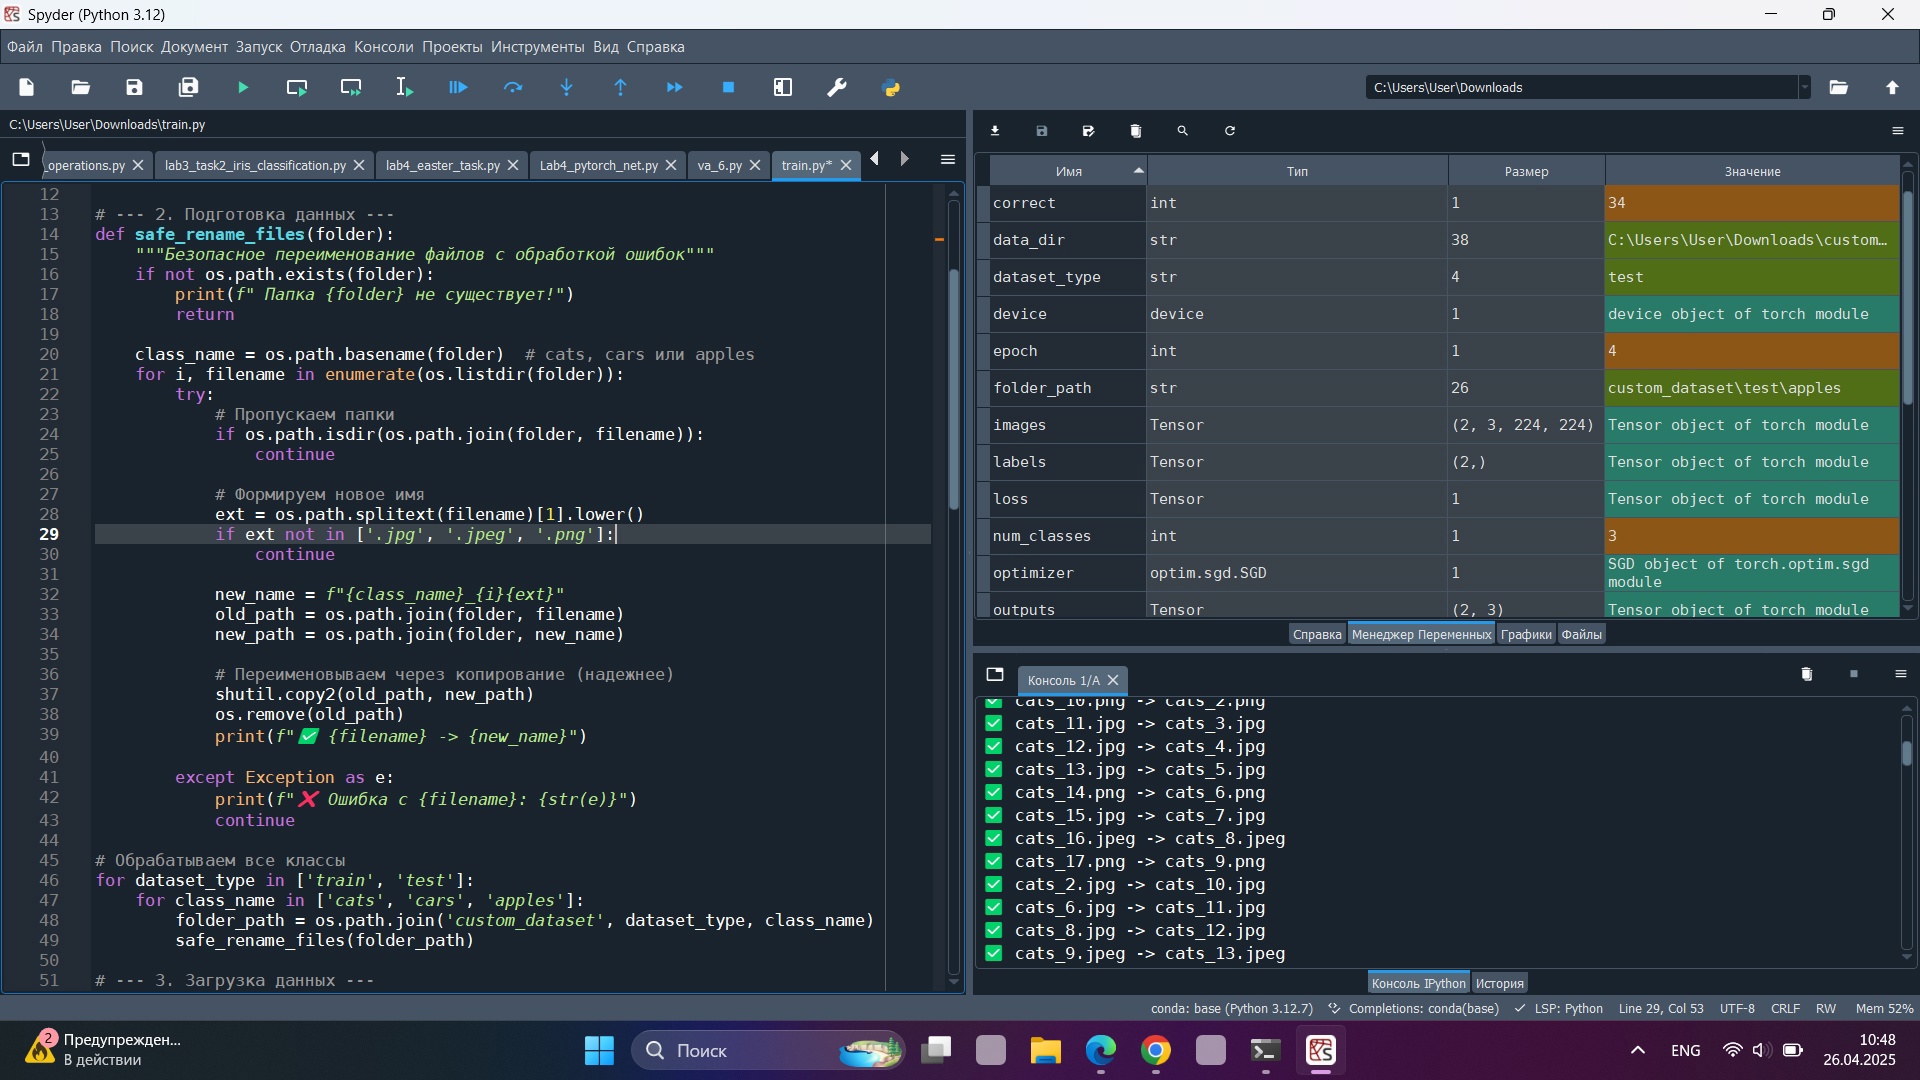 Spyder (Python 3.12)
Файл Правка Поиск Документ Запуск Отладка Консоли Проекты Инструменты Вид Справка
C:\Users\User\Downloads
C:\Users\User\Downloads\train.py
operations.py lab3_task2_iris_classification.py lab4_easter_task.py Lab4_pytorch_net.py va_6.py train.py*
12
13 # --- 2. Подготовка данных ---
14 def safe_rename_files(folder):
15 """Безопасное переименование файлов с обработкой ошибок"""
16 if not os.path.exists(folder):
17 print(f" Папка {folder} не существует!")
18 return
19
20 class_name = os.path.basename(folder) # cats, cars или apples
21 for i, filename in enumerate(os.listdir(folder)):
22 try:
23 # Пропускаем папки
24 if os.path.isdir(os.path.join(folder, filename)):
25 continue
26
27 # Формируем новое имя
28 ext = os.path.splitext(filename)[1].lower()
29 if ext not in ['.jpg', '.jpeg', '.png']:
30 continue
31
32 new_name = f"{class_name}_{i}{ext}"
33 old_path = os.path.join(folder, filename)
34 new_path = os.path.join(folder, new_name)
35
36 # Переименовываем через копирование (надежнее)
37 shutil.copy2(old_path, new_path)
38 os.remove(old_path)
39 print(f"✅ {filename} -> {new_name}")
40
41 except Exception as e:
42 print(f"❌ Ошибка с {filename}: {str(e)}")
43 continue
44
45 # Обрабатываем все классы
46 for dataset_type in ['train', 'test']:
47 for class_name in ['cats', 'cars', 'apples']:
48 folder_path = os.path.join('custom_dataset', dataset_type, class_name)
49 safe_rename_files(folder_path)
50
51 # --- 3. Загрузка данных ---
Имя Тип Размер Значение
correct int 1 34
data_dir str 38 C:\Users\User\Downloads\custom…
dataset_type str 4 test
device device 1 device object of torch module
epoch int 1 4
folder_path str 26 custom_dataset\test\apples
images Tensor (2, 3, 224, 224) Tensor object of torch module
labels Tensor (2,) Tensor object of torch module
loss Tensor 1 Tensor object of torch module
num_classes int 1 3
optimizer optim.sgd.SGD 1 SGD object of torch.optim.sgd
module
outputs Tensor (2, 3) Tensor object of torch module
Справка Менеджер Переменных Графики Файлы
Консоль 1/A
✅ cats_10.png -> cats_2.png
✅ cats_11.jpg -> cats_3.jpg
✅ cats_12.jpg -> cats_4.jpg
✅ cats_13.jpg -> cats_5.jpg
✅ cats_14.png -> cats_6.png
✅ cats_15.jpg -> cats_7.jpg
✅ cats_16.jpeg -> cats_8.jpeg
✅ cats_17.png -> cats_9.png
✅ cats_2.jpg -> cats_10.jpg
✅ cats_6.jpg -> cats_11.jpg
✅ cats_8.jpg -> cats_12.jpg
✅ cats_9.jpeg -> cats_13.jpeg
Консоль IPython История
conda: base (Python 3.12.7) Completions: conda(base) LSP: Python Line 29, Col 53 UTF-8 CRLF RW Mem 52%
2 Предупрежден...
В действии
Поиск
ENG
10:48
26.04.2025